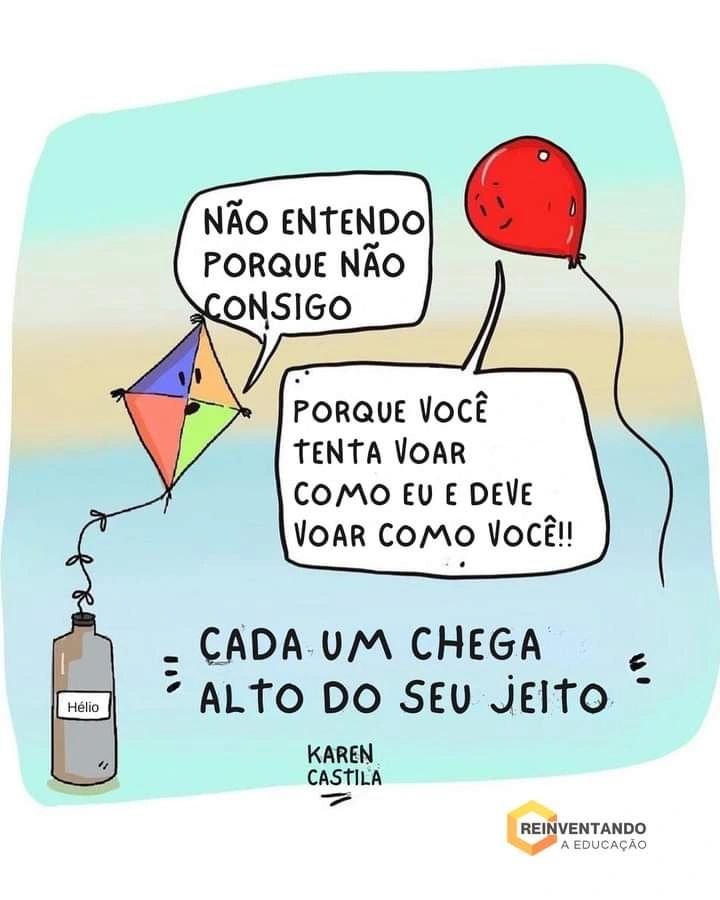 NÃO ENTENDO
PORQUE NÃO
CONSIGO
PORQUE VOCÊ
TENTA VOAR
COMO EU E DEVE
VOAR COMO VOCÊ!!
CADA UM CHEGA
ALTO DO SEU JEITO
Hélio
KAREN
CASTILA
REINVENTANDO
A EDUCAÇÃO